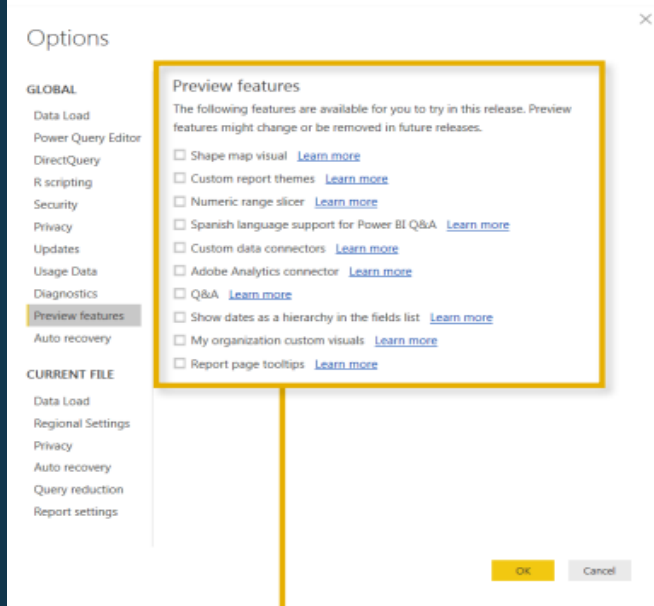 Options
GLOBAL
Data Load
Power Query Editor
DirectQuery
R scripting
Security
Privacy
Updates
Usage Data
Diagnostics
Preview features
Auto recovery
CURRENT FILE
Data Load
Regional Settings
Privacy
Auto recovery
Query reduction
Report settings
Preview features
The following features are available for you to try in this release. Preview
features might change or be removed in future releases.
Shape map visual Learn more
Custom report themes Learn more
Numeric range slicer Learn more
Spanish language support for Power BI Q&A Learn more
Custom data connectors Learn more
Adobe Analytics connector Learn more
Q&A Learn more
Show dates as a hierarchy in the fields list Learn more
My organization custom visuals Learn more
Report page tooltips Learn more
OK
Cancel